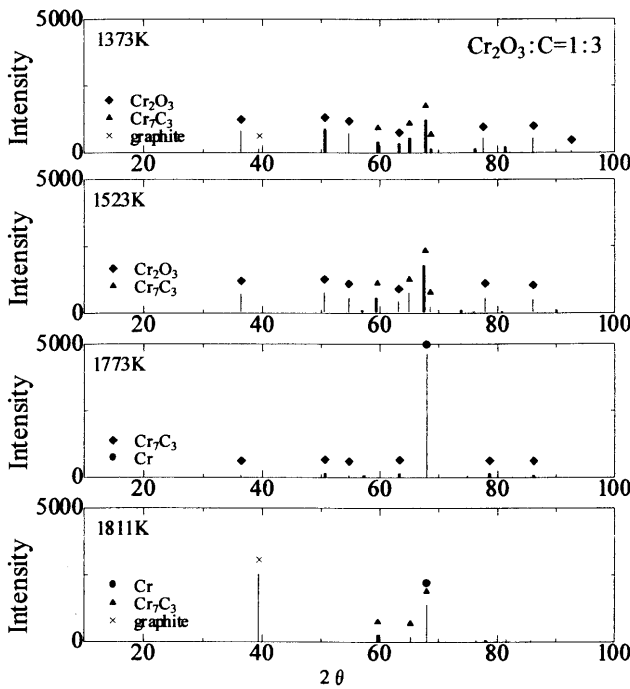 5000
1373K
Cr₂O₃:C=1:3
Intensity
◆ Cr₂O₃
▲ Cr₇C₃
× graphite
0
20 40 60 80 100
5000
1523K
Intensity
◆ Cr₂O₃
▲ Cr₇C₃
0
20 40 60 80 100
5000
1773K
Intensity
◆ Cr₇C₃
● Cr
0
20 40 60 80 100
5000
1811K
Intensity
● Cr
▲ Cr₇C₃
× graphite
0
20 40 60 80 100
2 θ